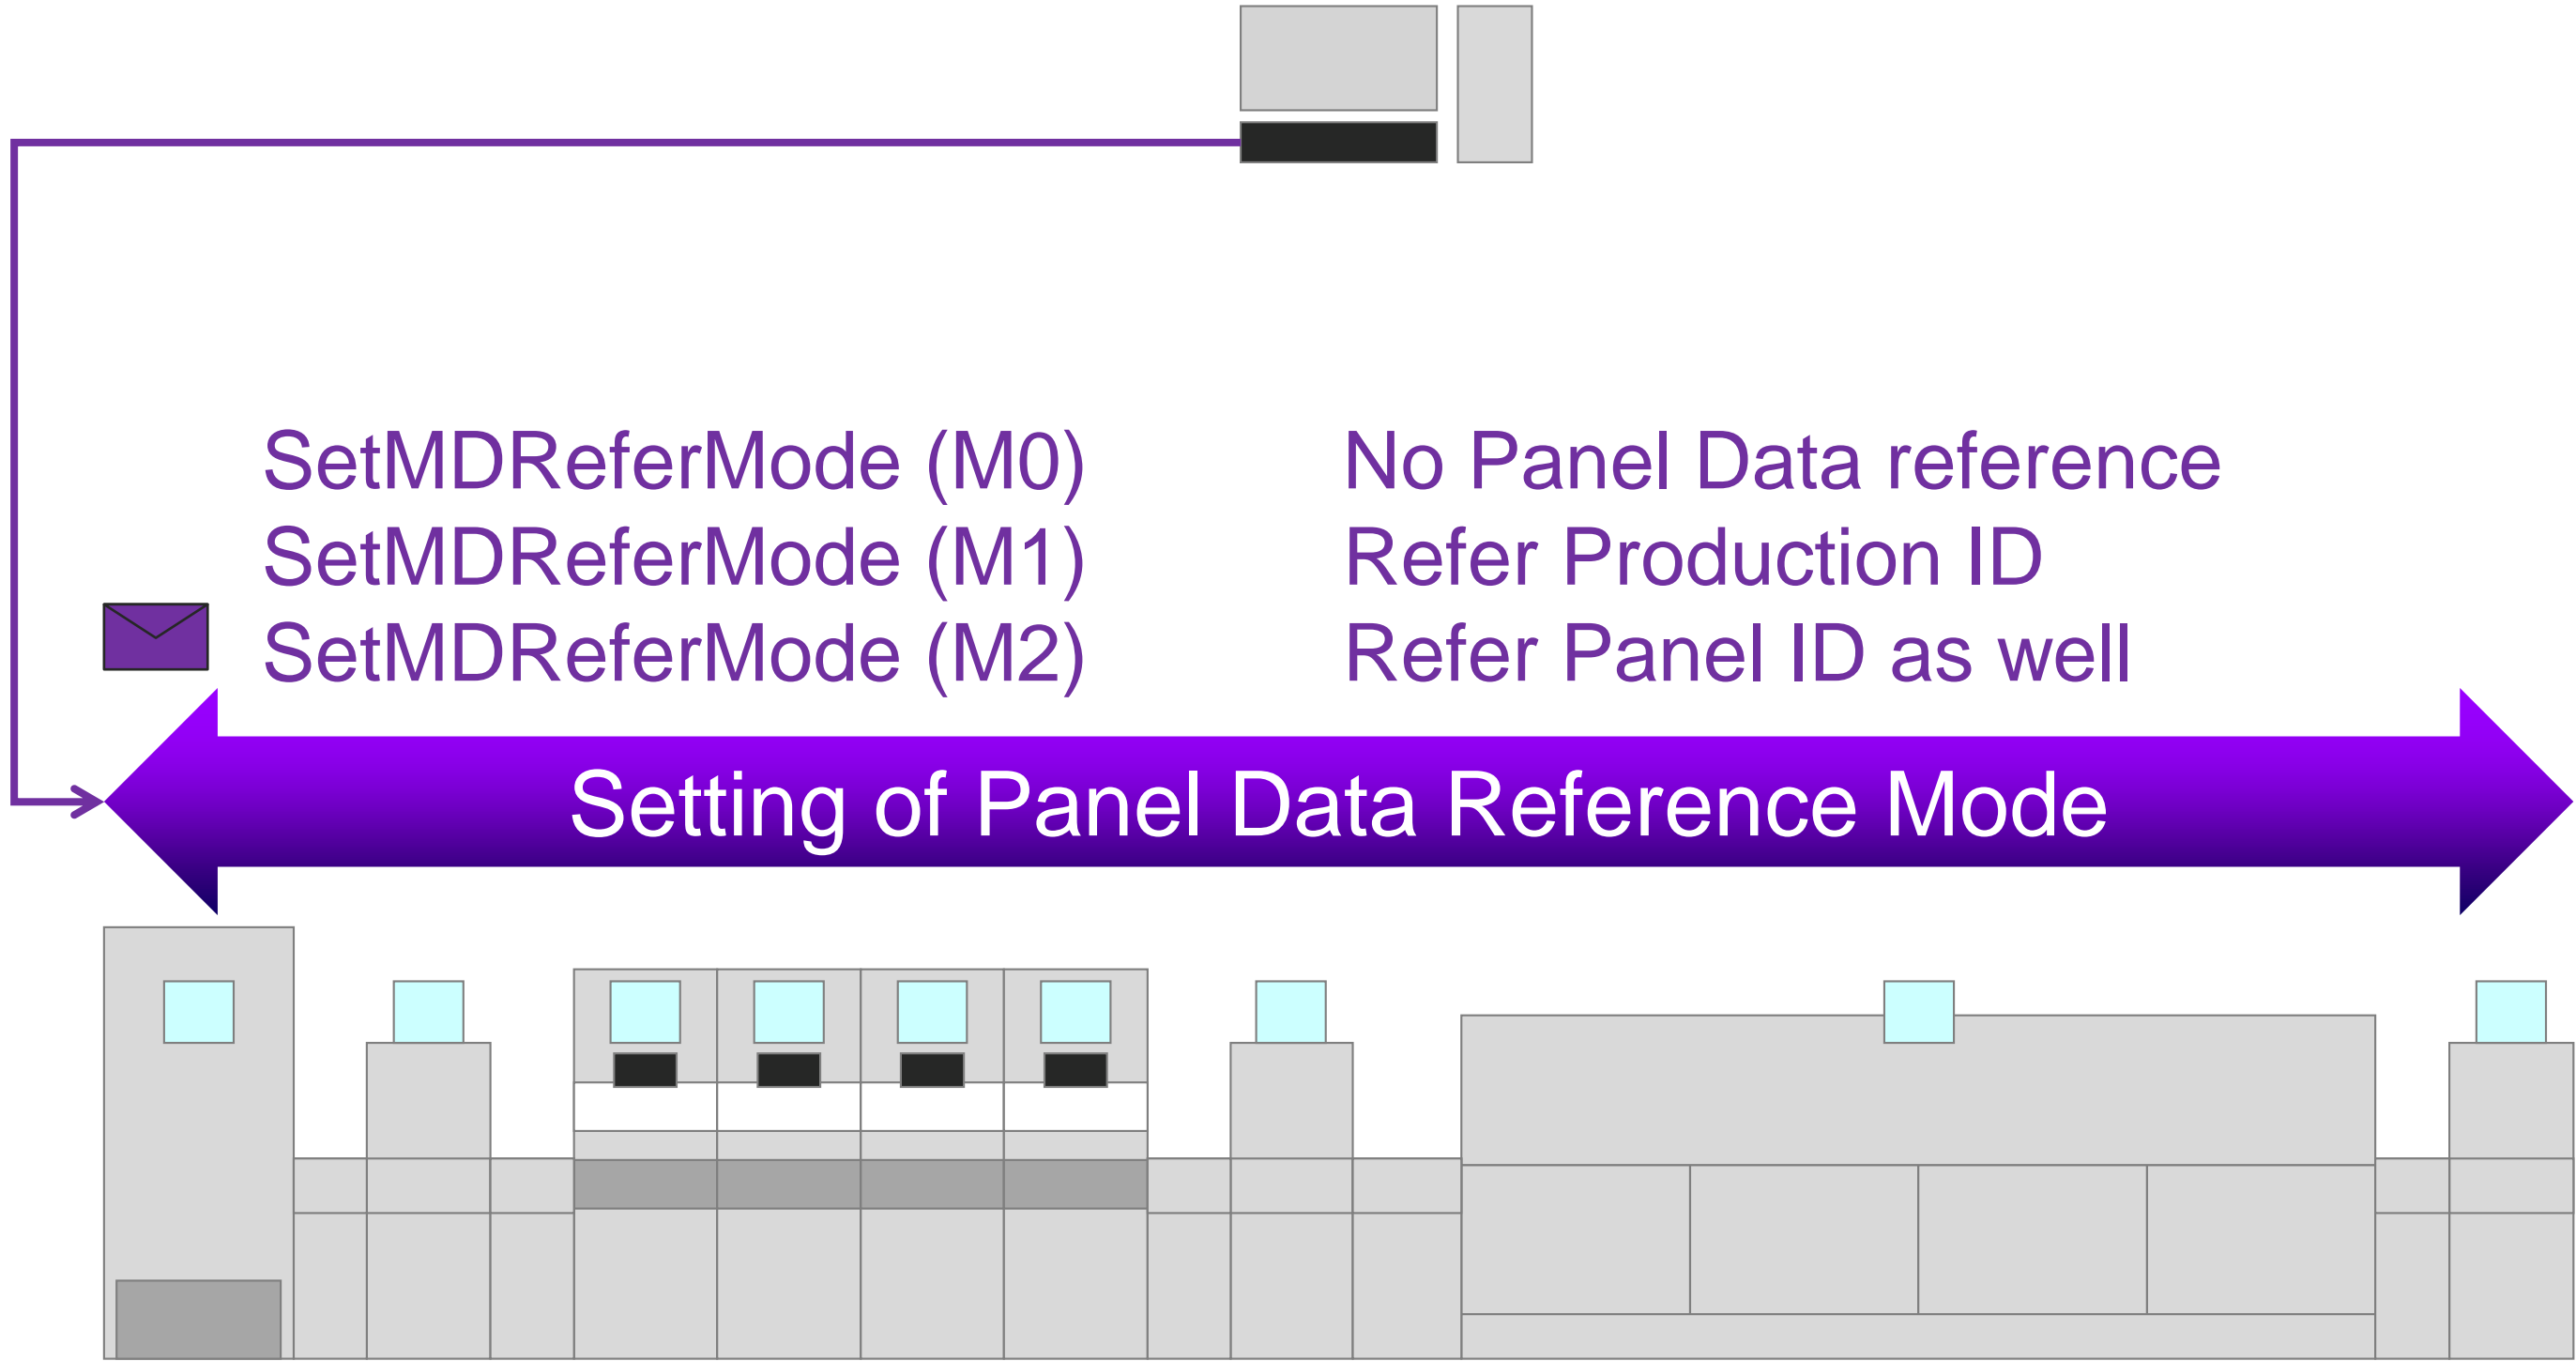 SetMDReferMode (M0) No Panel Data reference
SetMDReferMode (M1) Refer Production ID
SetMDReferMode (M2) Refer Panel ID as well
Setting of Panel Data Reference Mode